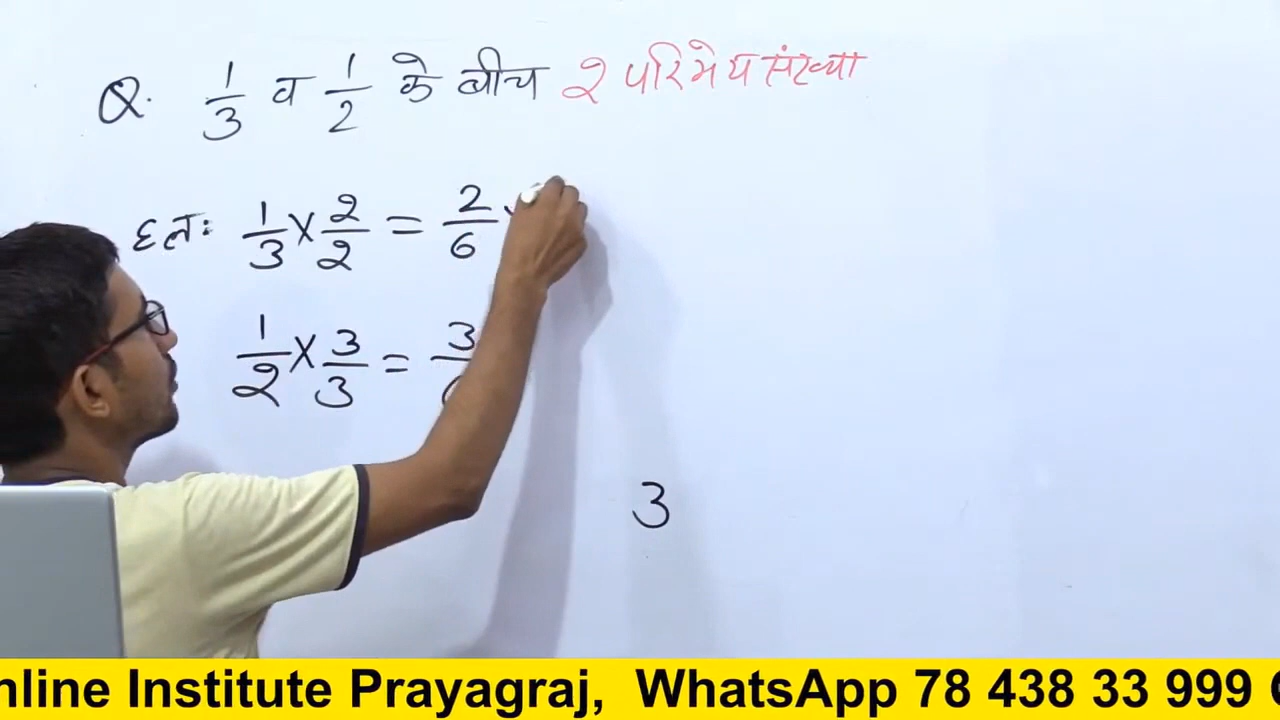 Q. 1/3 व 1/2 के बीच २ परिमेय संख्या
हल: 1/3 × 2/2 = 2/6
1/2 × 3/3 = 3/
3
nline Institute Prayagraj, WhatsApp 78 438 33 999